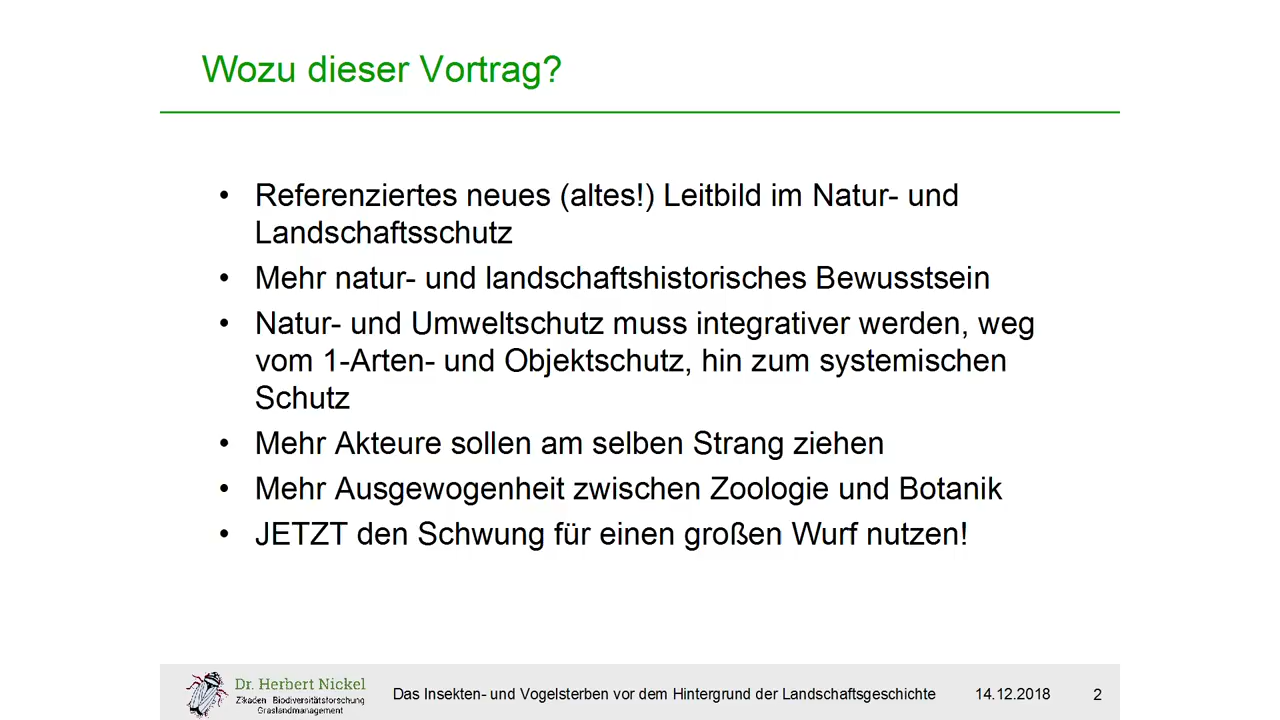 Wozu dieser Vortrag?
• Referenziertes neues (altes!) Leitbild im Natur- und
Landschaftsschutz
• Mehr natur- und landschaftshistorisches Bewusstsein
• Natur- und Umweltschutz muss integrativer werden, weg
vom 1-Arten- und Objektschutz, hin zum systemischen
Schutz
• Mehr Akteure sollen am selben Strang ziehen
• Mehr Ausgewogenheit zwischen Zoologie und Botanik
• JETZT den Schwung für einen großen Wurf nutzen!
Dr. Herbert Nickel
Zikaden Biodiversitätsforschung
Graslandmanagement
Das Insekten- und Vogelsterben vor dem Hintergrund der Landschaftsgeschichte 14.12.2018 2